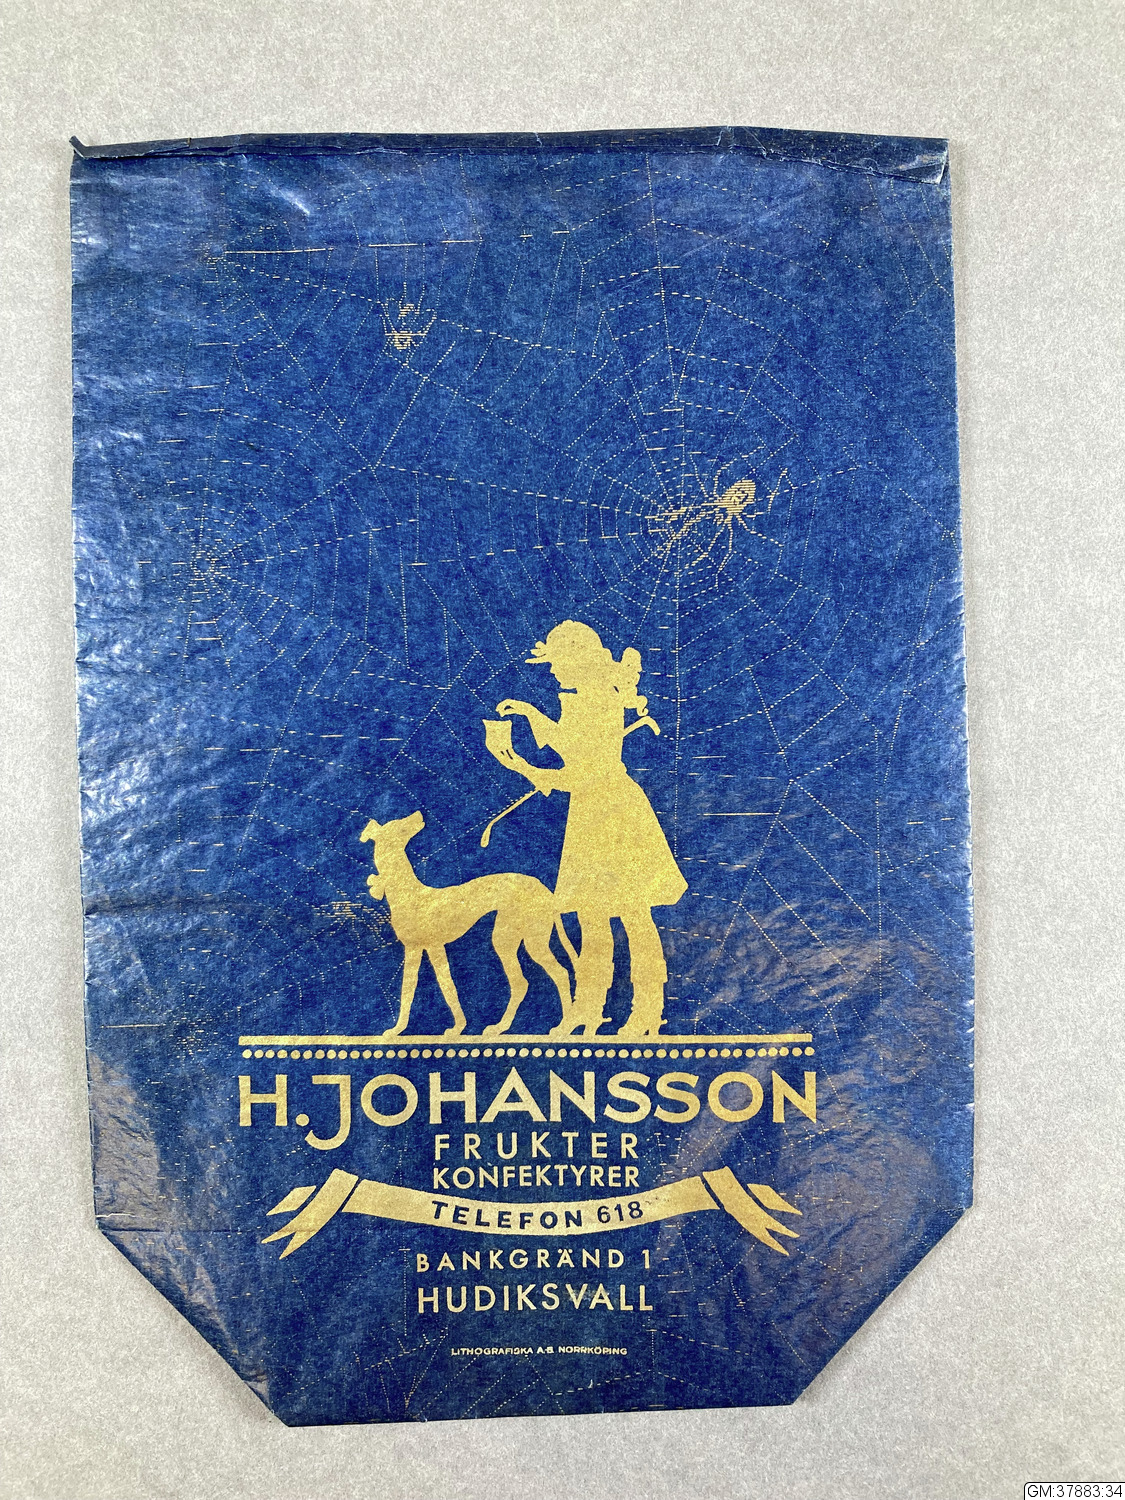 H. JOHANSSON
FRUKTER
KONFEKTYRER
TELEFON 618
BANKGRÄND 1
HUDIKSVALL
LITHOGRAFISKA A-B. NORRKÖPING
GM:37883:34